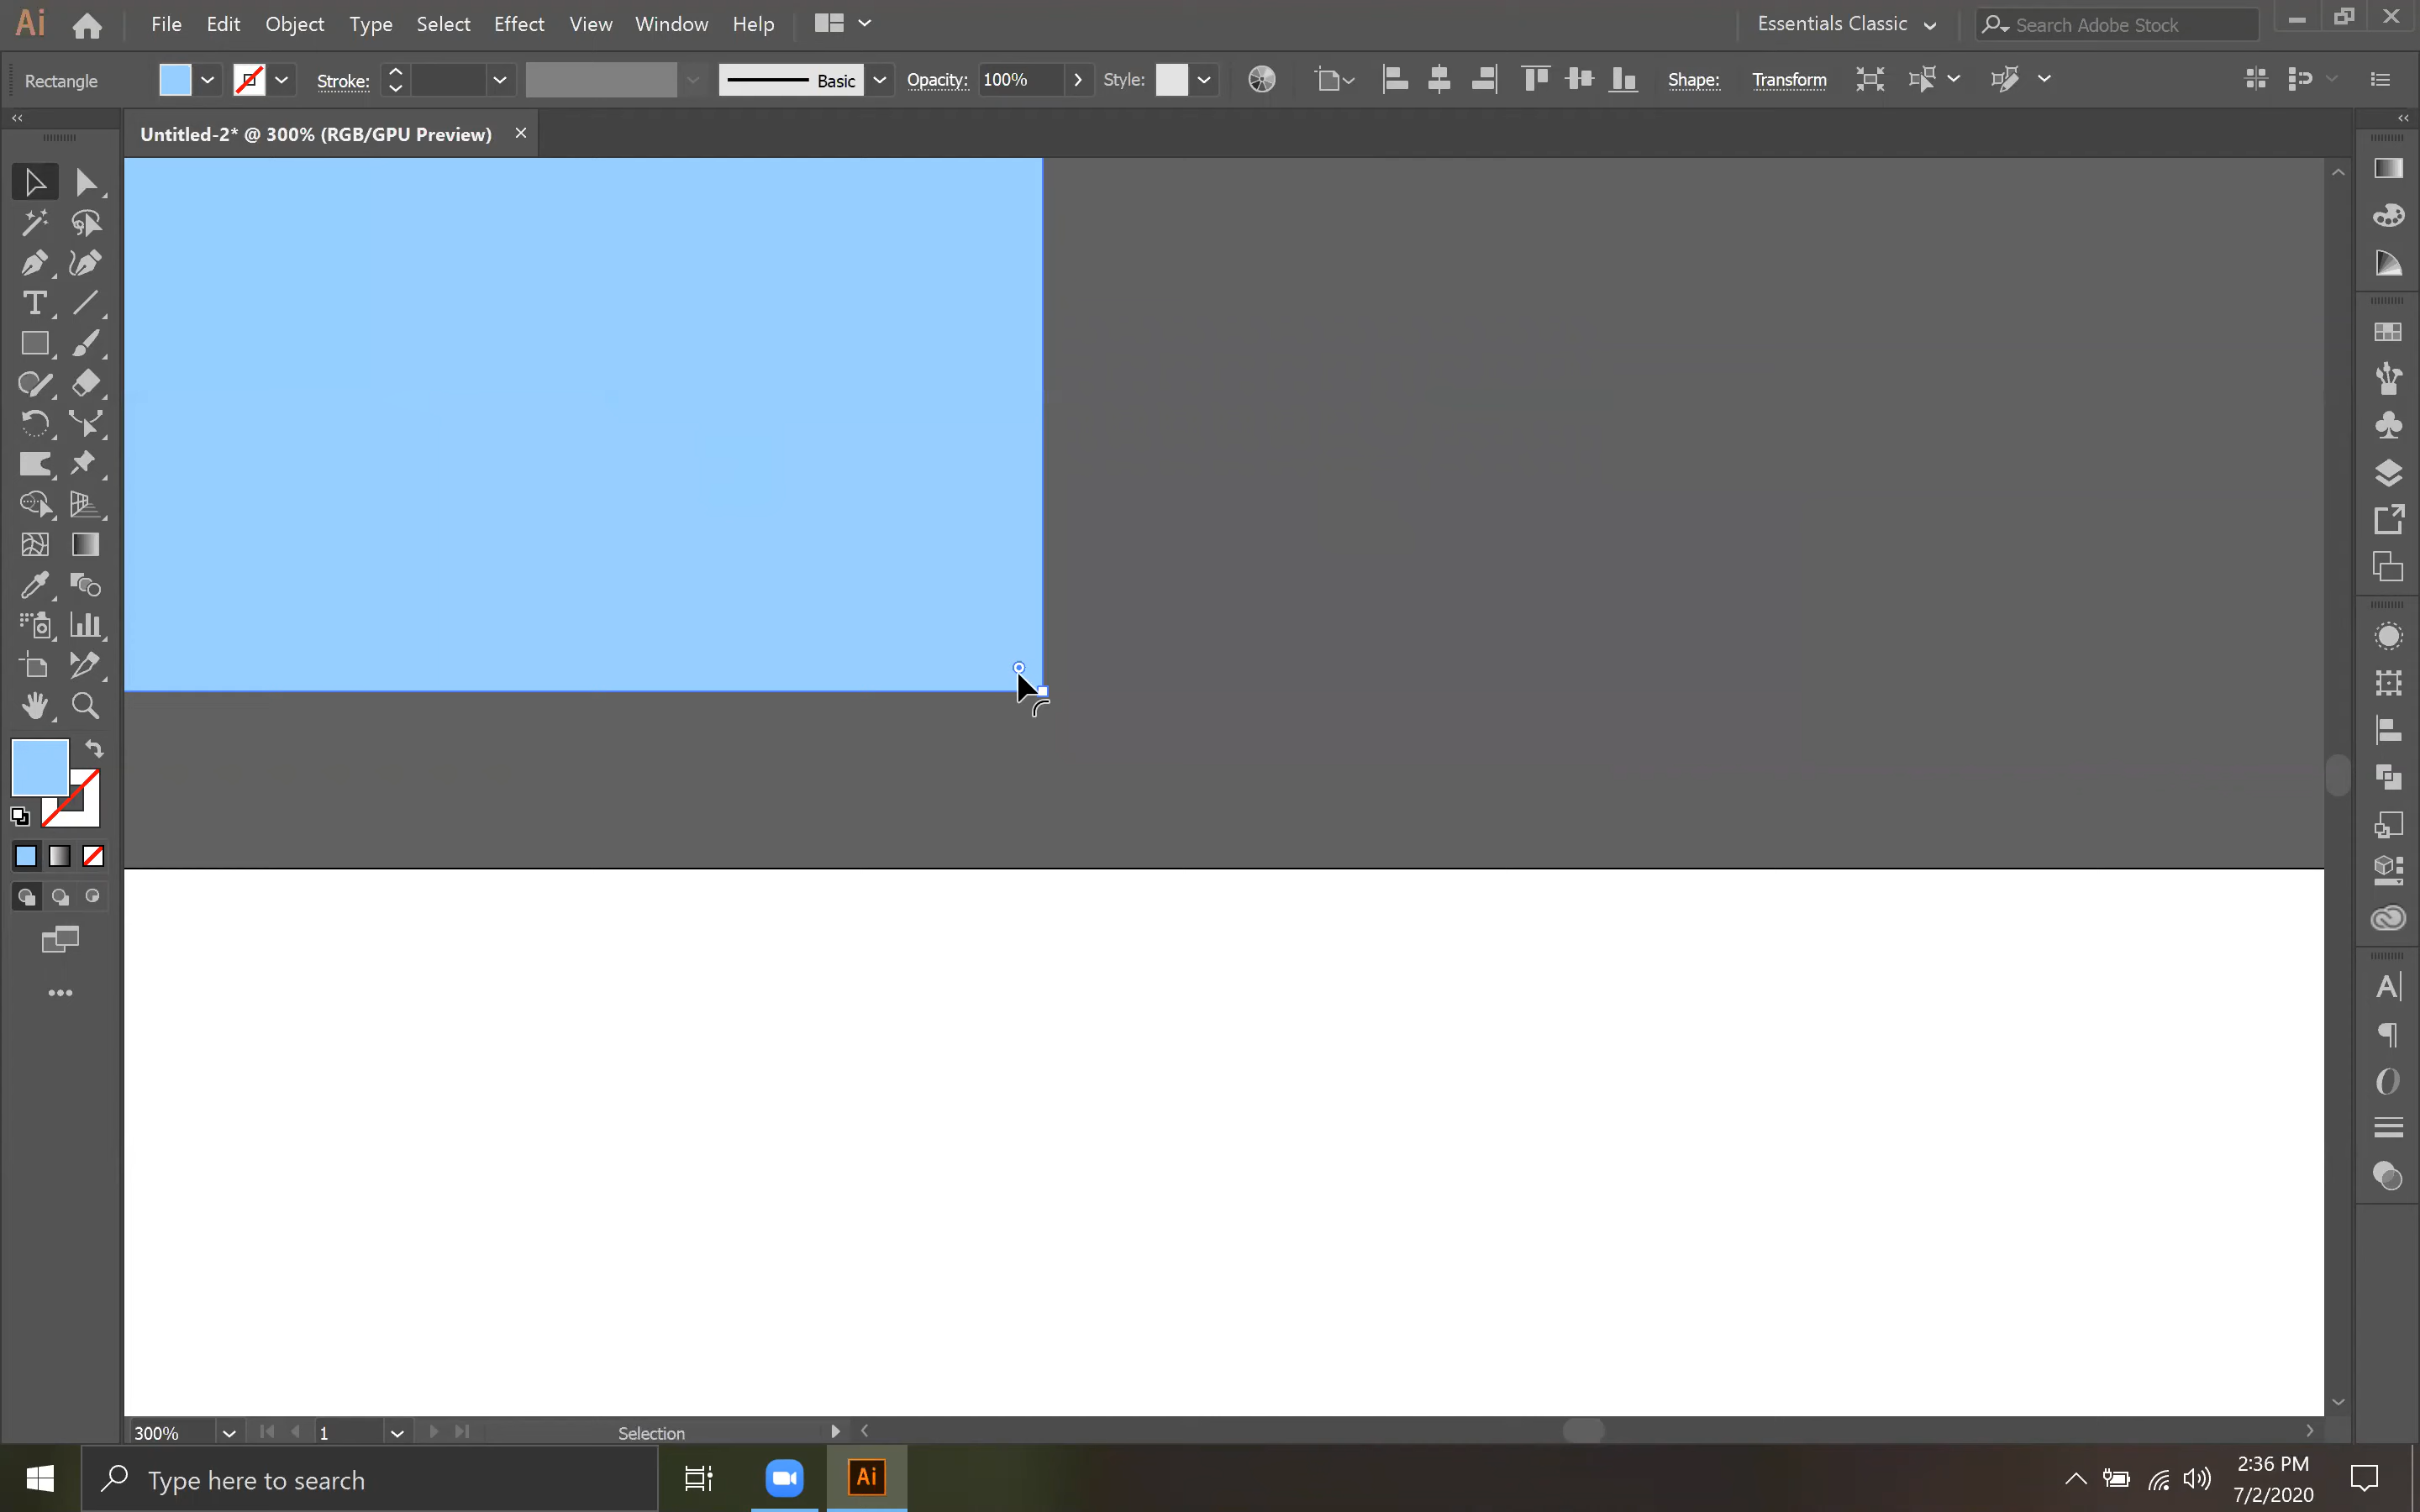 Ai File Edit Object Type Select Effect View Window Help Essentials Classic Search Adobe Stock
Rectangle Stroke: Basic Opacity: 100% Style: Shape: Transform
Untitled-2* @ 300% (RGB/GPU Preview)
300% 1 Selection
Type here to search Ai 2:36 PM
7/2/2020